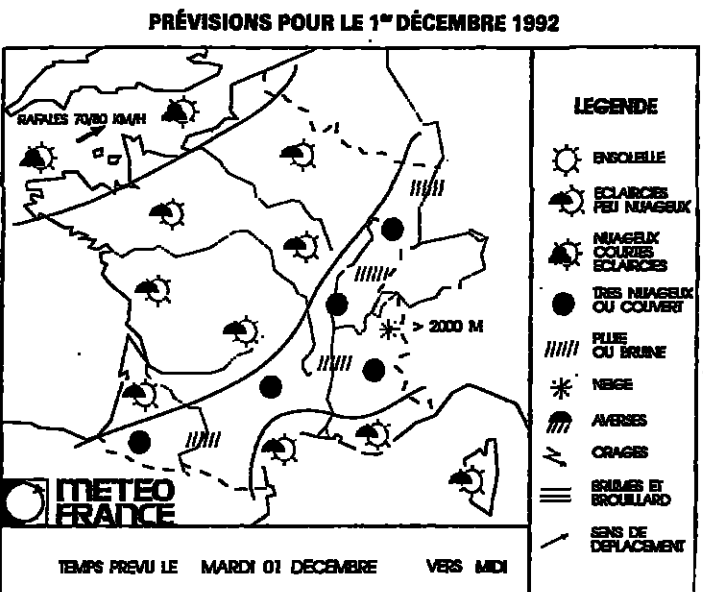 PRÉVISIONS POUR LE 1er DÉCEMBRE 1992
RAFALES 70/80 KM/H
> 2000 M
METEO
FRANCE
TEMPS PREVU LE MARDI 01 DECEMBRE VERS MIDI
LEGENDE
ENSOLEILLE
ECLAIRCIES
PEU NUAGEUX
NUAGEUX
COURTES
ECLAIRCIES
TRES NUAGEUX
OU COUVERT
PLUIE
OU BRUINE
NEIGE
AVERSES
ORAGES
BRUMES ET
BROUILLARD
SENS DE
DEPLACEMENT